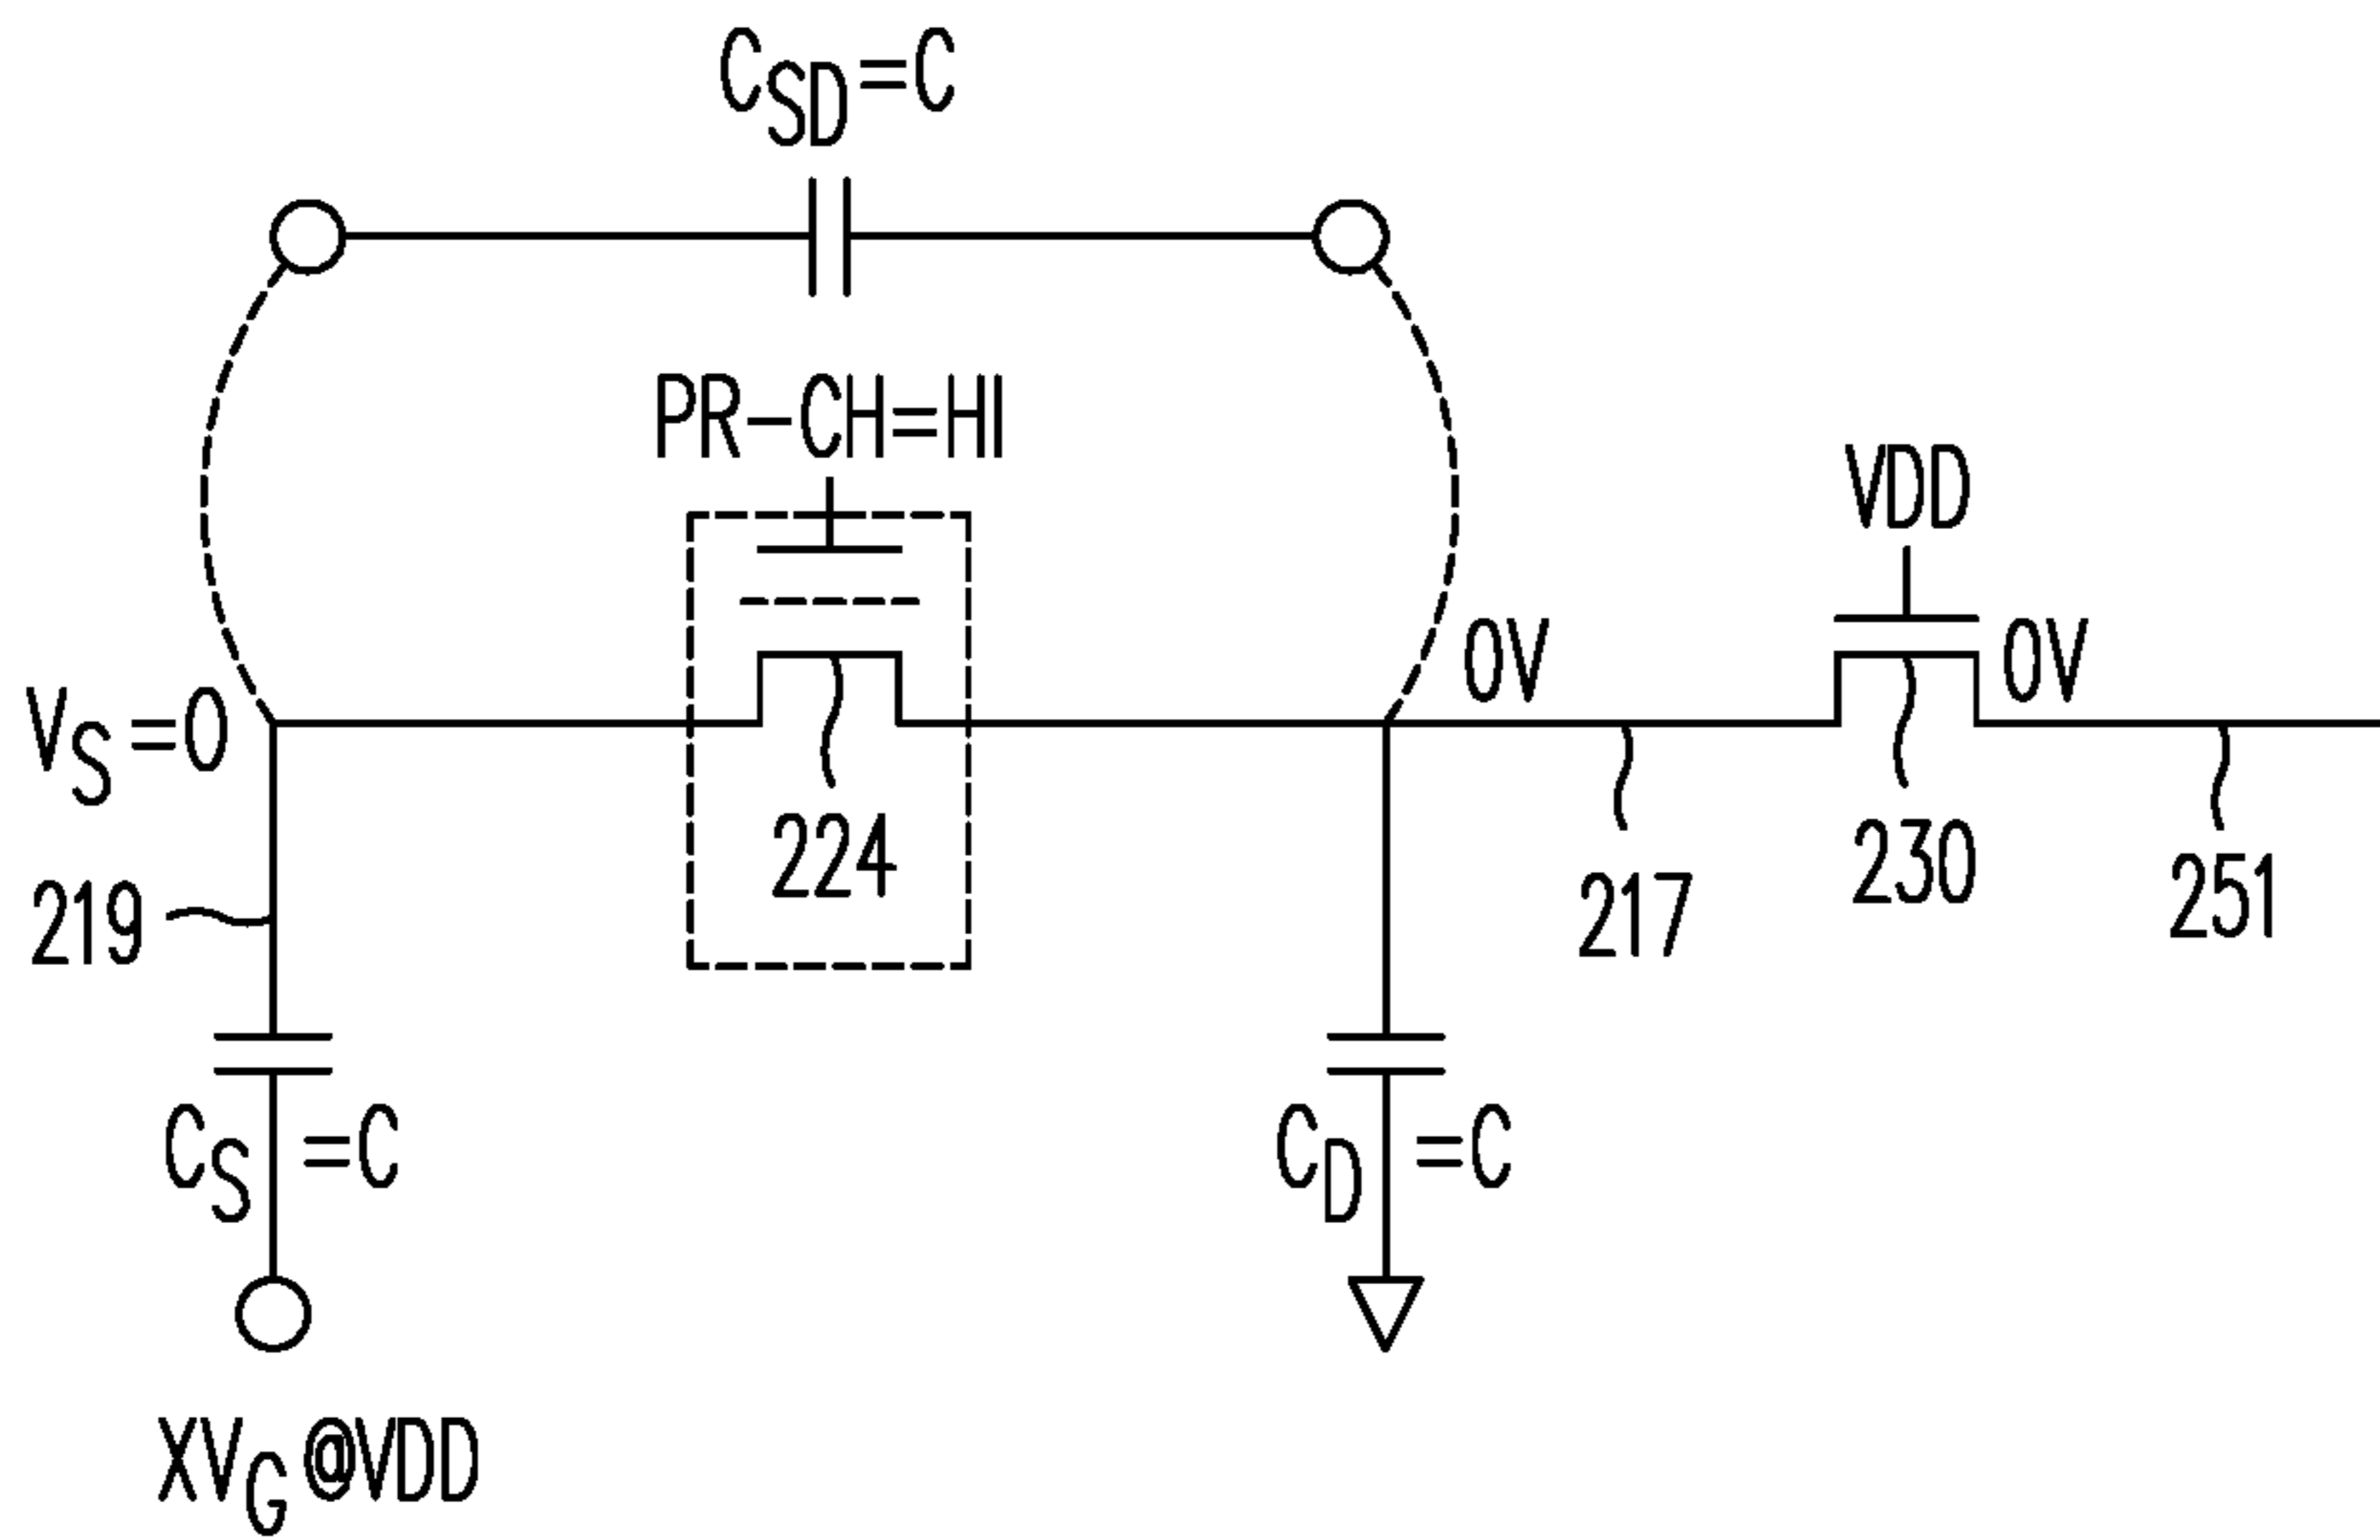 C_SD=C
PR-CH=HI
VDD
0V
0V
V_S=0
224
230
217
251
219
C_S=C
C_D=C
XV_G@VDD